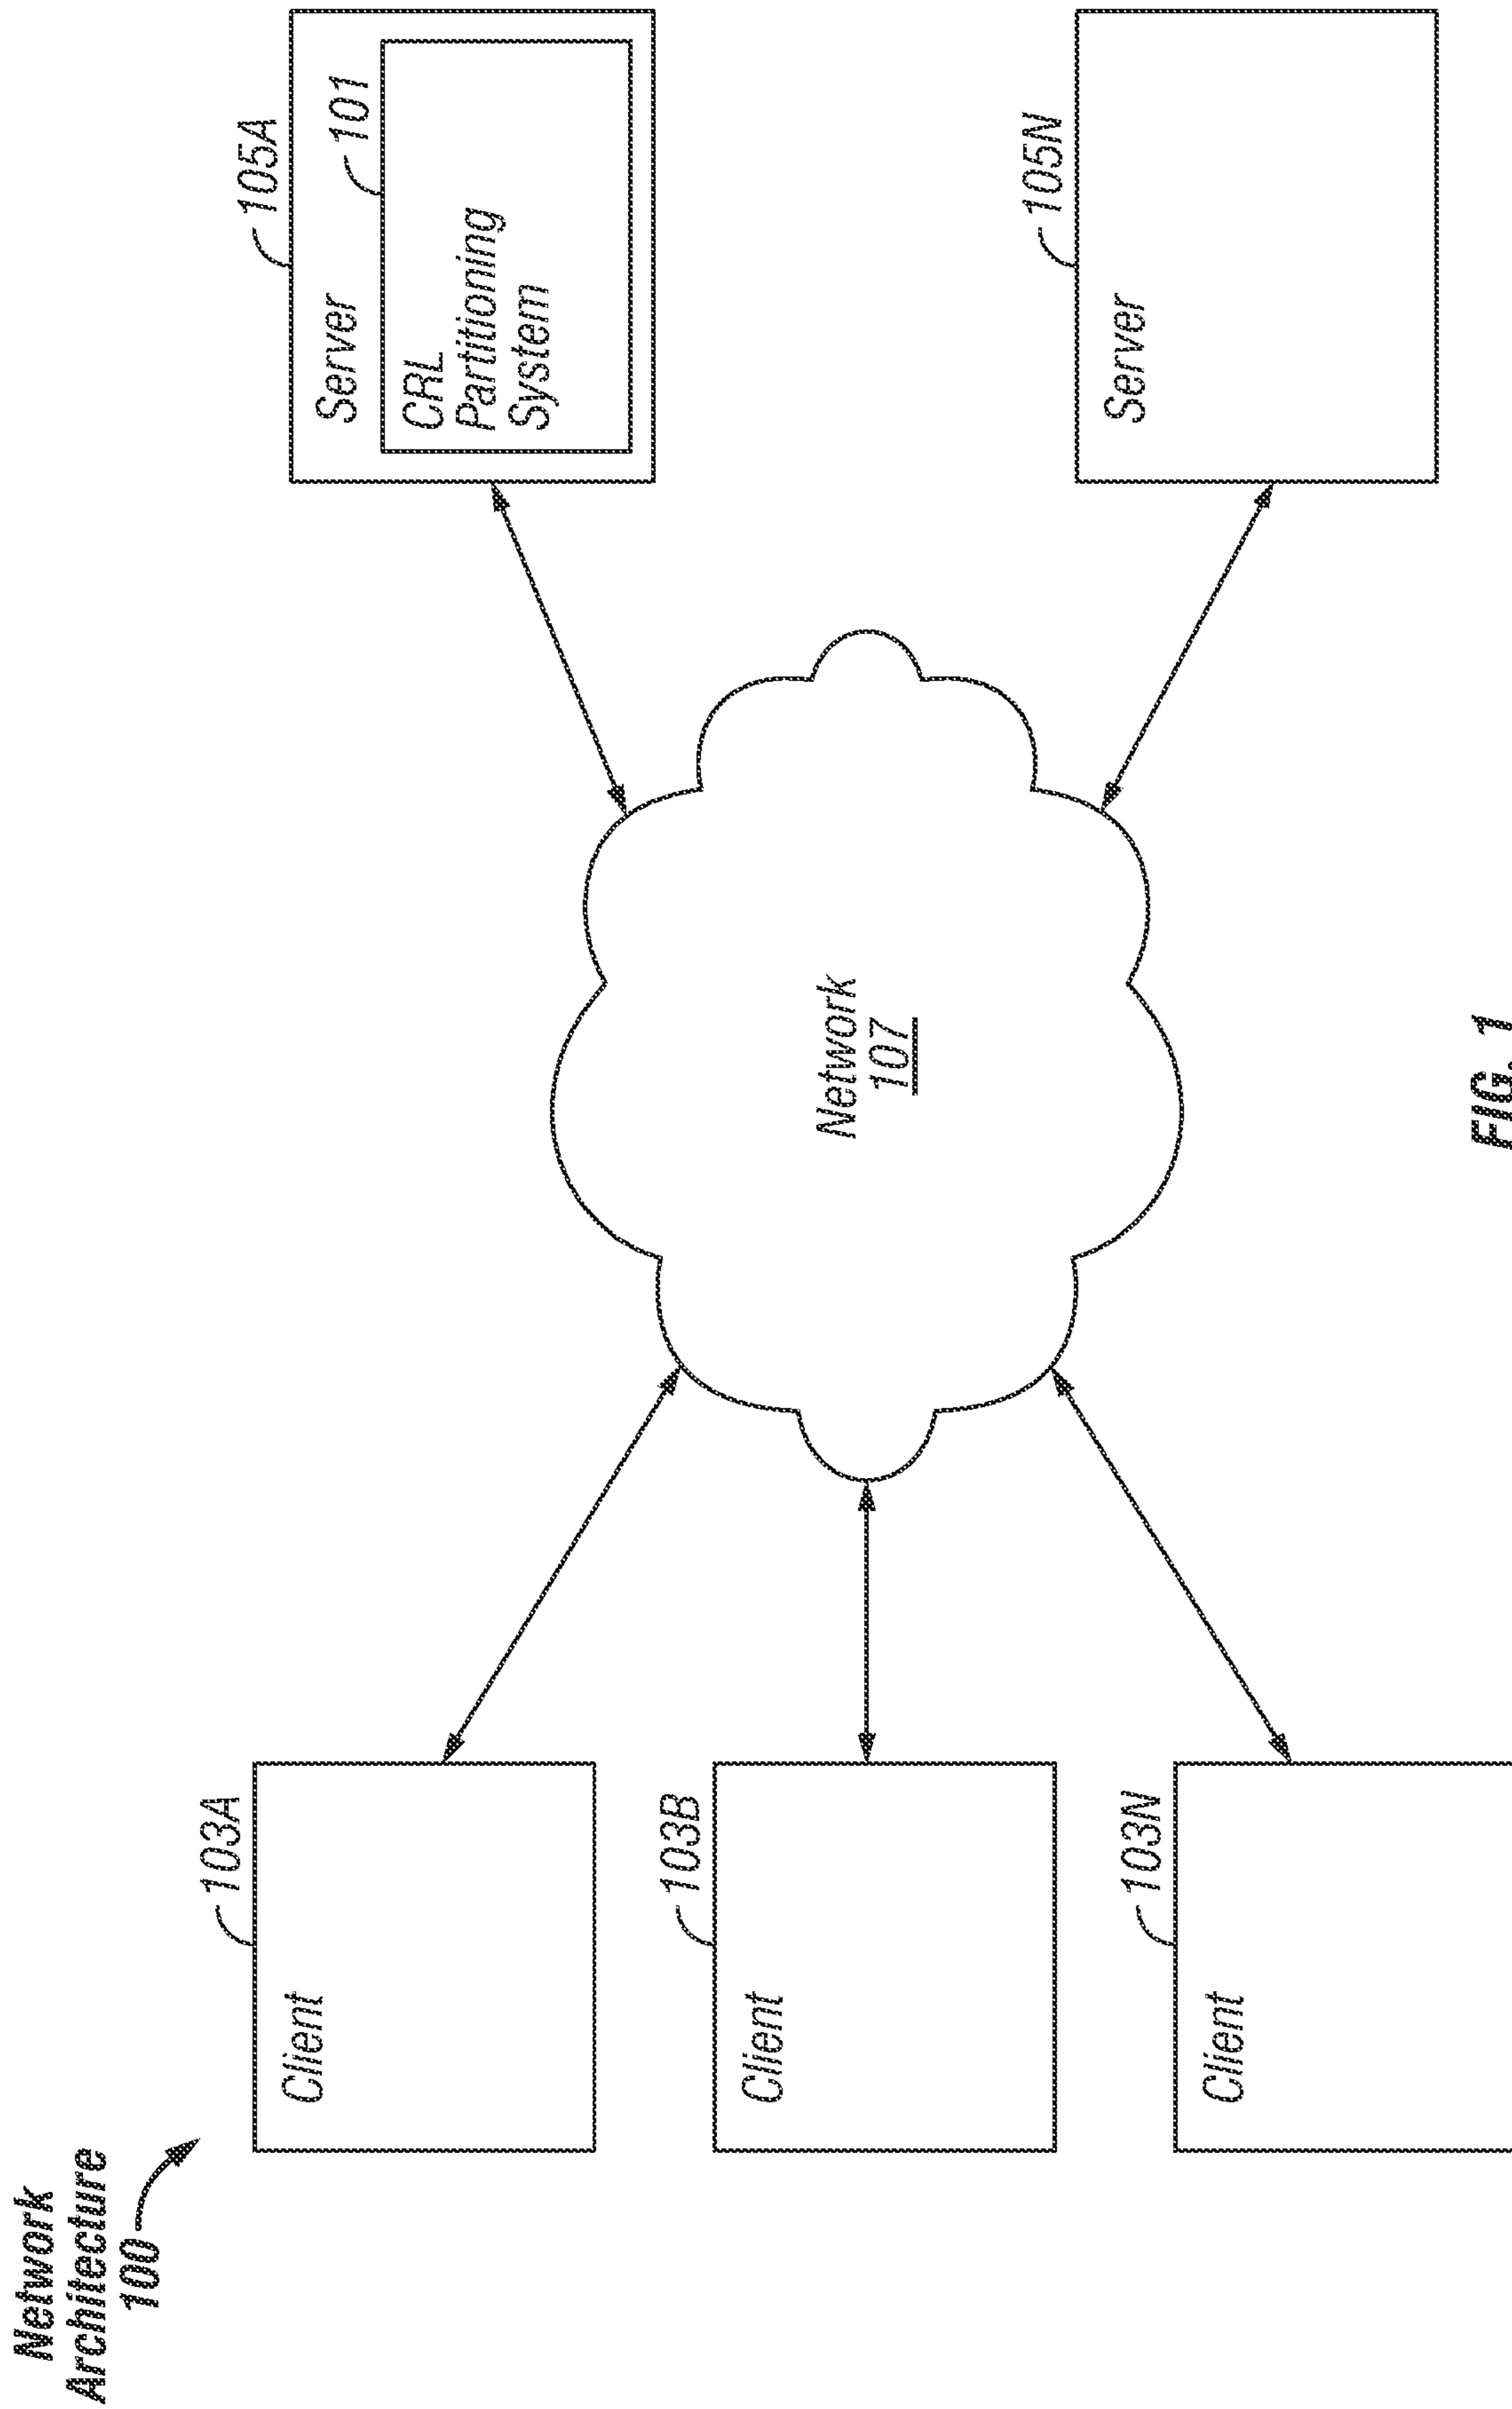 Network
Architecture
100
103A
Client
103B
Client
103N
Client
Network
107
105A
Server
101
CRL
Partitioning
System
105N
Server
FIG. 1